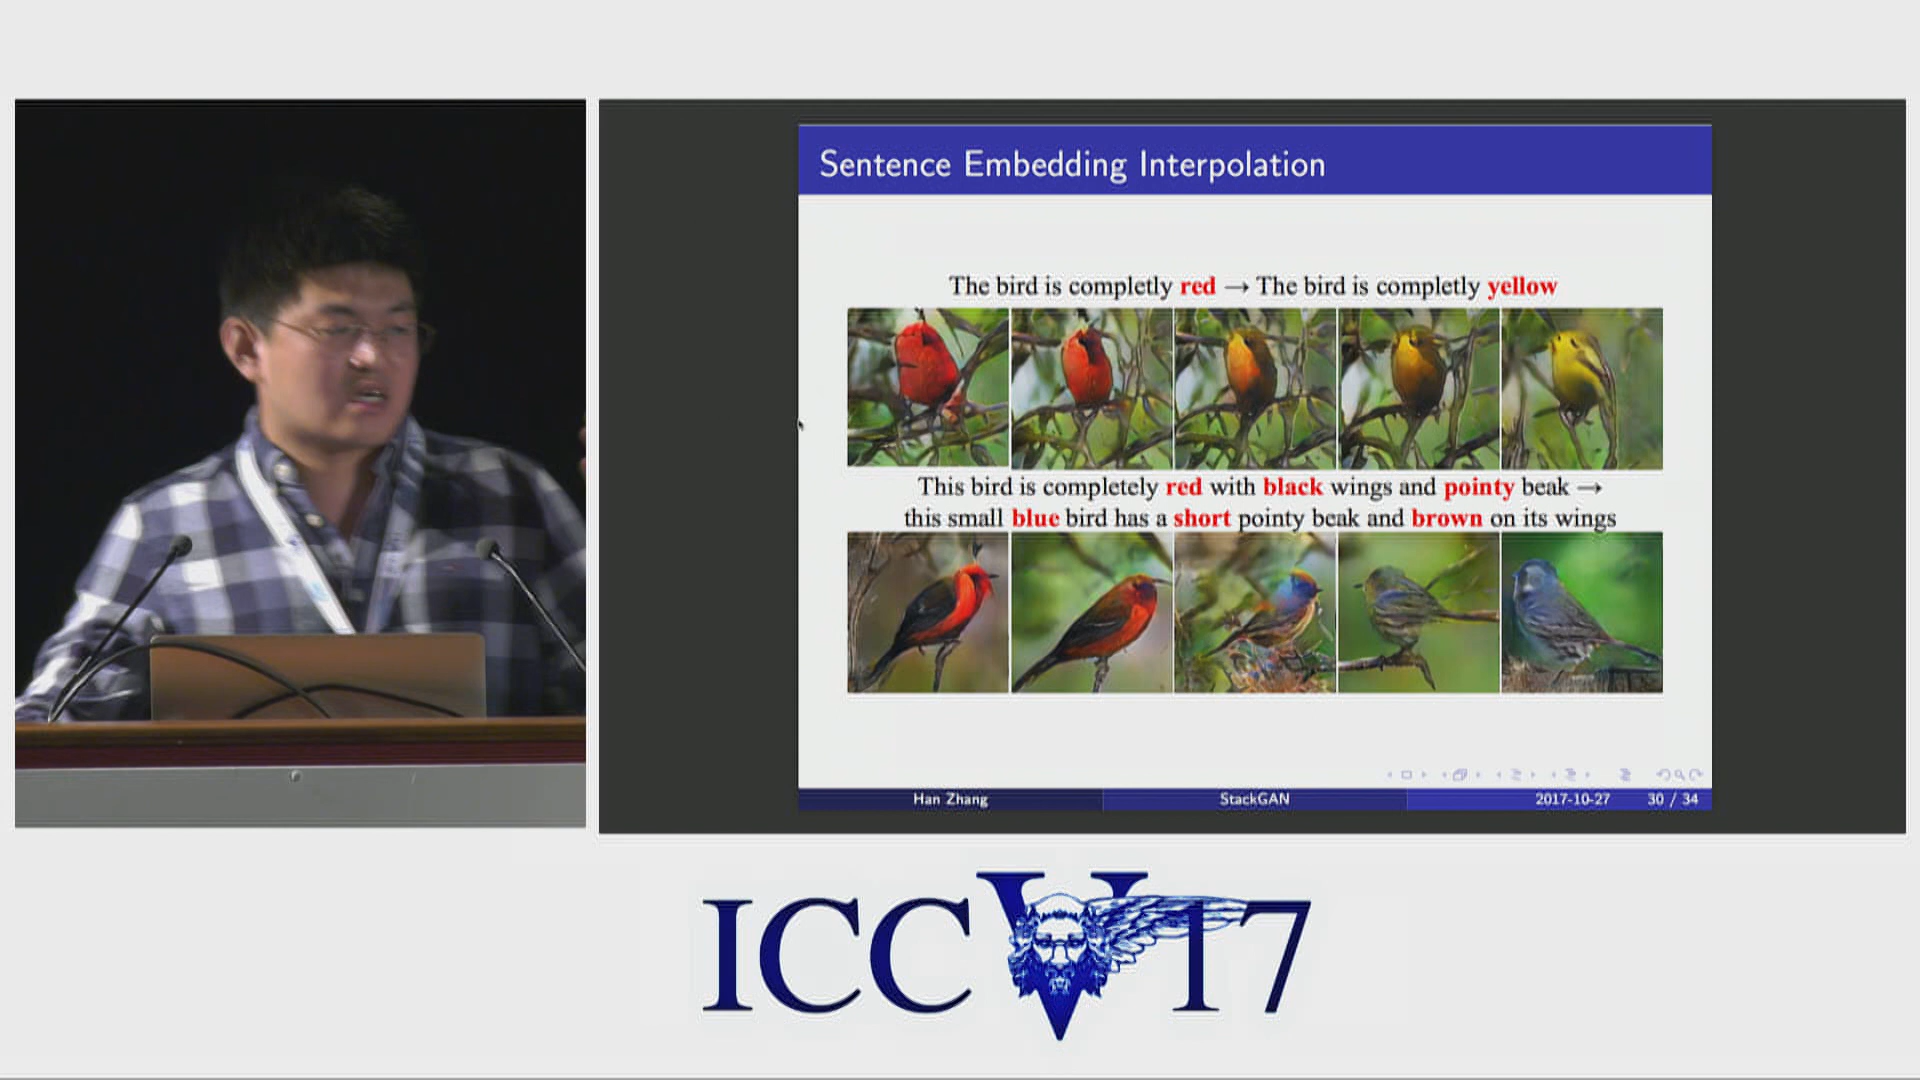 Sentence Embedding Interpolation
The bird is completly red → The bird is completly yellow
This bird is completely red with black wings and pointy beak →
this small blue bird has a short pointy beak and brown on its wings
Han Zhang StackGAN 2017-10-27 30 / 34
ICCV17